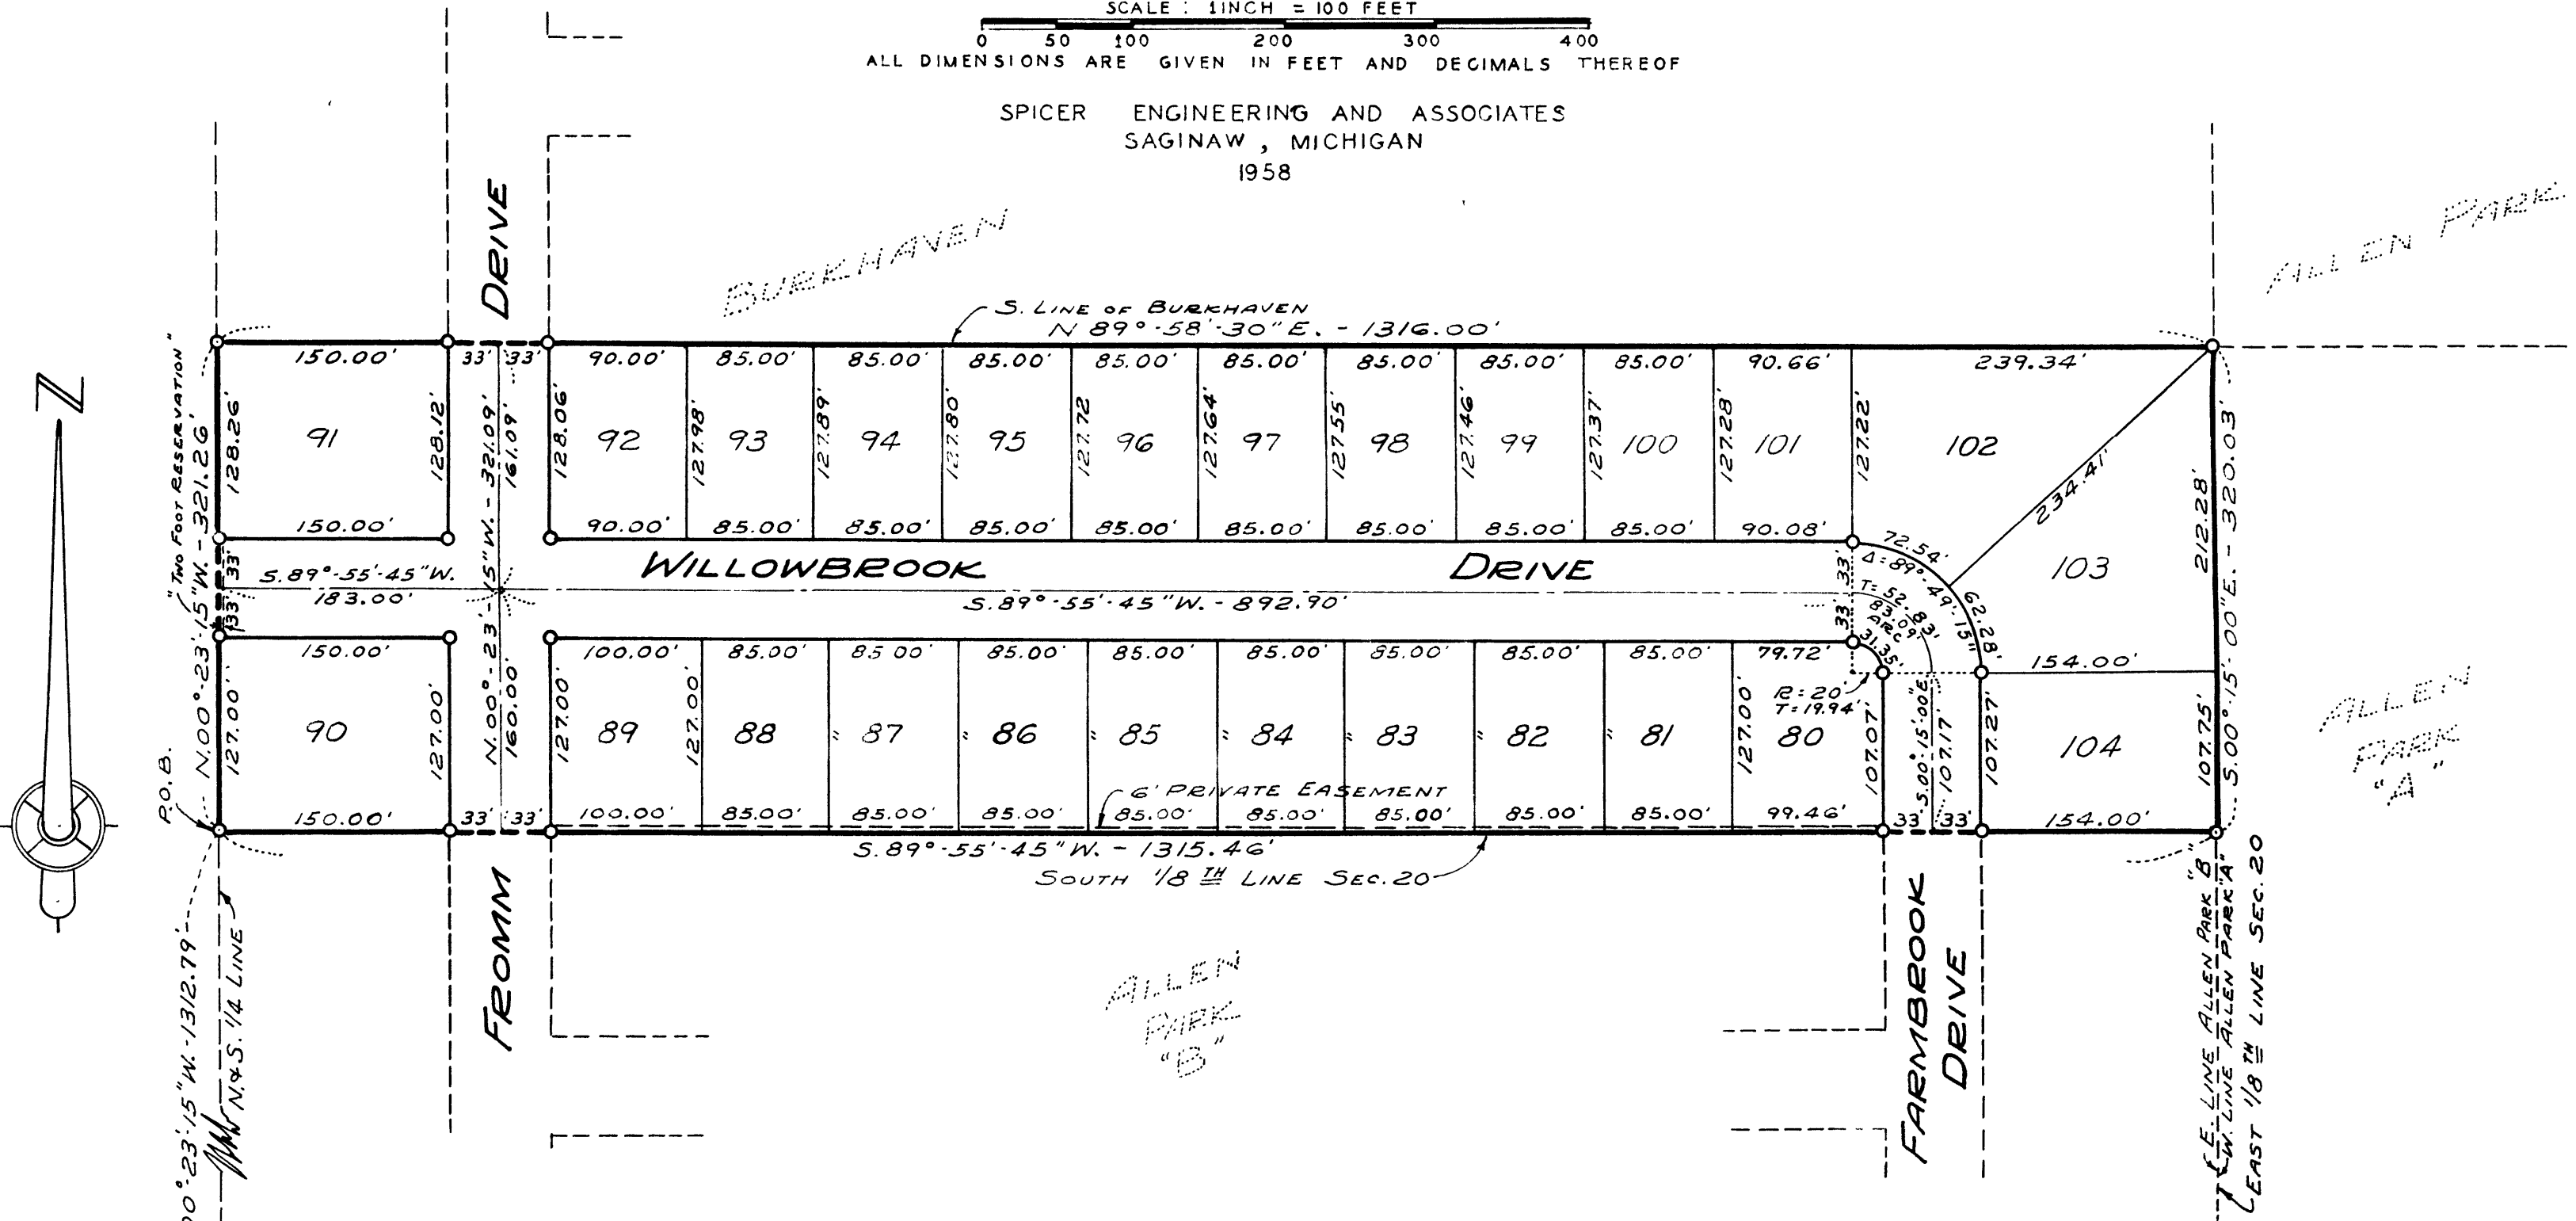 SCALE : 1INCH = 100 FEET
0 50 100 200 300 400
ALL DIMENSIONS ARE GIVEN IN FEET AND DECIMALS THEREOF
SPICER ENGINEERING AND ASSOCIATES
SAGINAW , MICHIGAN
1958
DRIVE
BURKHAVEN
ALLEN PARK
S. LINE OF BURKHAVEN
N 89°-58'-30"E. - 1316.00'
150.00' 33' 33' 90.00' 85.00' 85.00' 85.00' 85.00' 85.00' 85.00' 85.00' 85.00' 90.66' 239.34'
"TWO FOOT RESERVATION"
N.00°-23'-15"W. - 321.26'
128.26' 128.12' 128.06' 127.98' 127.89' 127.80' 127.72 127.64' 127.55' 127.46' 127.37' 127.28' 127.22'
N
91 92 93 94 95 96 97 98 99 100 101 102
N.00°-23'-15"W. - 321.09'
161.09'
234.41'
212.28'
S.00°-15'-00"E. - 320.03'
150.00' 90.00' 85.00' 85.00' 85.00' 85.00' 85.00' 85.00' 85.00' 85.00' 90.08'
72.54'
Δ=89°-49'-15"
T=52.83'
83.09'
ARC
62.28'
31.35'
103
33' 33'
S.89°-55'-45"W.
183.00'
WILLOWBROOK DRIVE
S.89°-55'-45"W. - 892.90'
33' 33'
150.00' 100.00' 85.00' 85 00' 85.00' 85.00' 85.00' 85.00' 85.00' 85.00' 79.72' 154.00'
R=20'
T=19.94'
127.00' 127.00' 160.00' 127.00' 127.00' 127.00' 107.07' 107.17' 107.27' 107.75'
S.00°-15'-00"E
90 89 88 " 87 " 86 " 85 " 84 " 83 " 82 " 81 80 104
ALLEN
PARK
"A"
P.O.B.
6' PRIVATE EASEMENT
150.00' 33' 33' 100.00' 85.00' 85.00' 85.00' 85.00' 85.00' 85.00' 85.00' 85.00' 99.46' 33' 33' 154.00'
S.89°-55'-45"W. - 1315.46'
SOUTH 1/8 TH LINE SEC.20
FROMM
ALLEN
PARK
"B"
FARMBROOK
DRIVE
00°-23'-15"W.-1312.79'
N.&S. 1/4 LINE
E. LINE ALLEN PARK "B"
W. LINE ALLEN PARK "A"
EAST 1/8 TH LINE SEC. 20